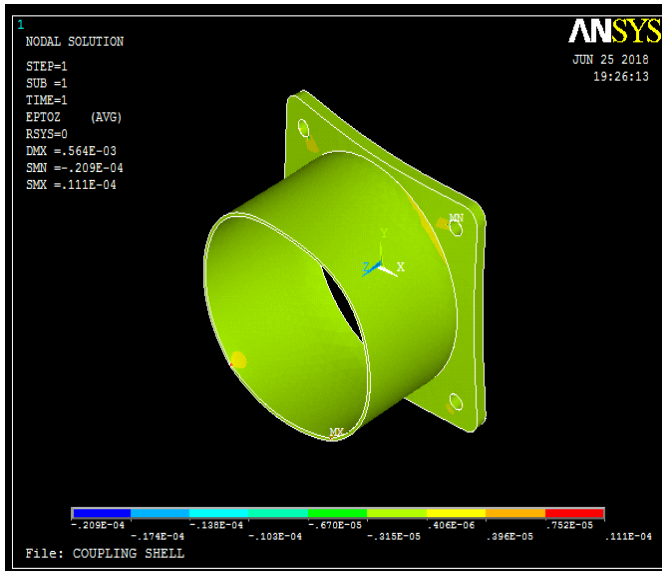 1
NODAL SOLUTION
ANSYS
JUN 25 2018
19:26:13
STEP=1
SUB =1
TIME=1
EPTOZ (AVG)
RSYS=0
DMX =.564E-03
SMN =-.209E-04
SMX =.111E-04
MN
Y
Z X
MX
-.209E-04 -.138E-04 -.670E-05 .406E-06 .752E-05
-.174E-04 -.103E-04 -.315E-05 .396E-05 .111E-04
File: COUPLING SHELL